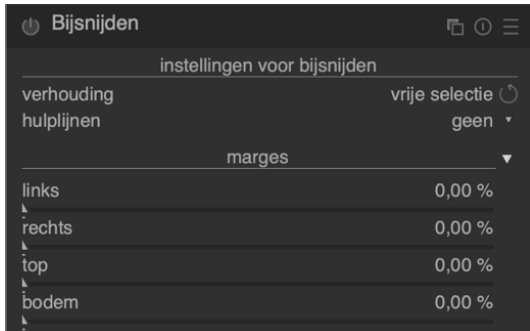 Bijsnijden
instellingen voor bijsnijden
verhouding vrije selectie
hulplijnen geen
marges
links 0,00 %
rechts 0,00 %
top 0,00 %
bodem 0,00 %